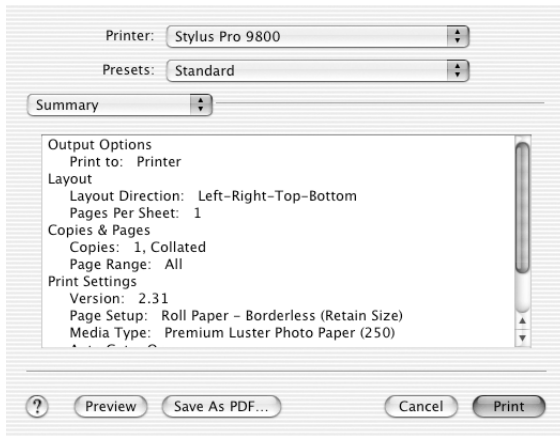 Printer: Stylus Pro 9800
Presets: Standard
Summary
Output Options
Print to: Printer
Layout
Layout Direction: Left-Right-Top-Bottom
Pages Per Sheet: 1
Copies & Pages
Copies: 1, Collated
Page Range: All
Print Settings
Version: 2.31
Page Setup: Roll Paper - Borderless (Retain Size)
Media Type: Premium Luster Photo Paper (250)
? Preview Save As PDF... Cancel Print